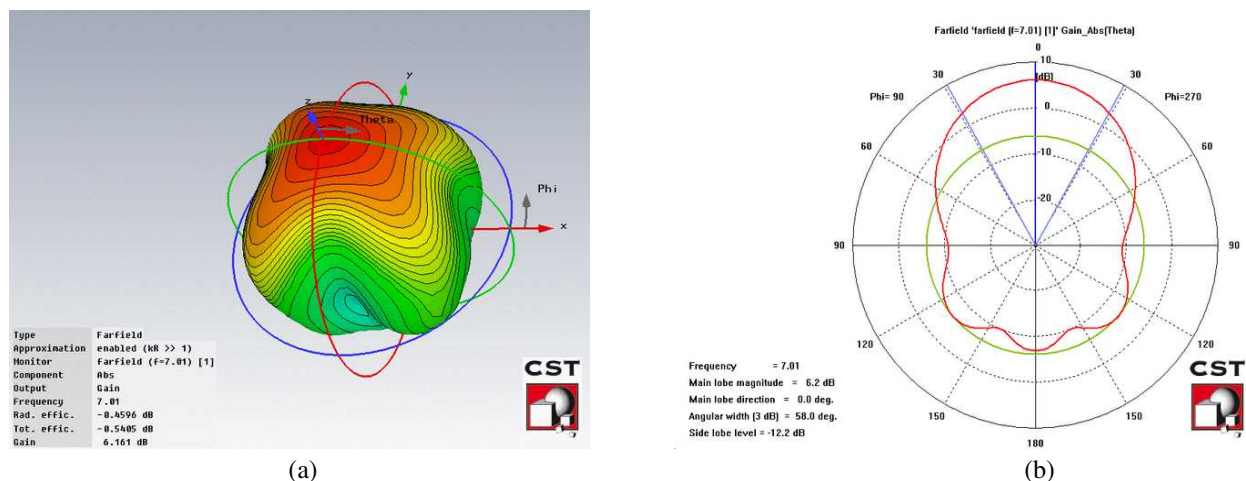 y
z
Theta
Phi
x
Type Farfield
Approximation enabled (kR >> 1)
Monitor farfield (f=7.01) [1]
Component Abs
Output Gain
Frequency 7.01
Rad. effic. -0.4596 dB
Tot. effic. -0.5405 dB
Gain 6.161 dB
CST
(a)
Farfield 'farfield (f=7.01) [1]' Gain_Abs(Theta)
0
10
[dB]
30 30
Phi= 90 Phi=270
0
60 60
-10
-20
90 90
120 120
150 150
180
Frequency = 7.01
Main lobe magnitude = 6.2 dB
Main lobe direction = 0.0 deg.
Angular width (3 dB) = 58.0 deg.
Side lobe level = -12.2 dB
CST
(b)